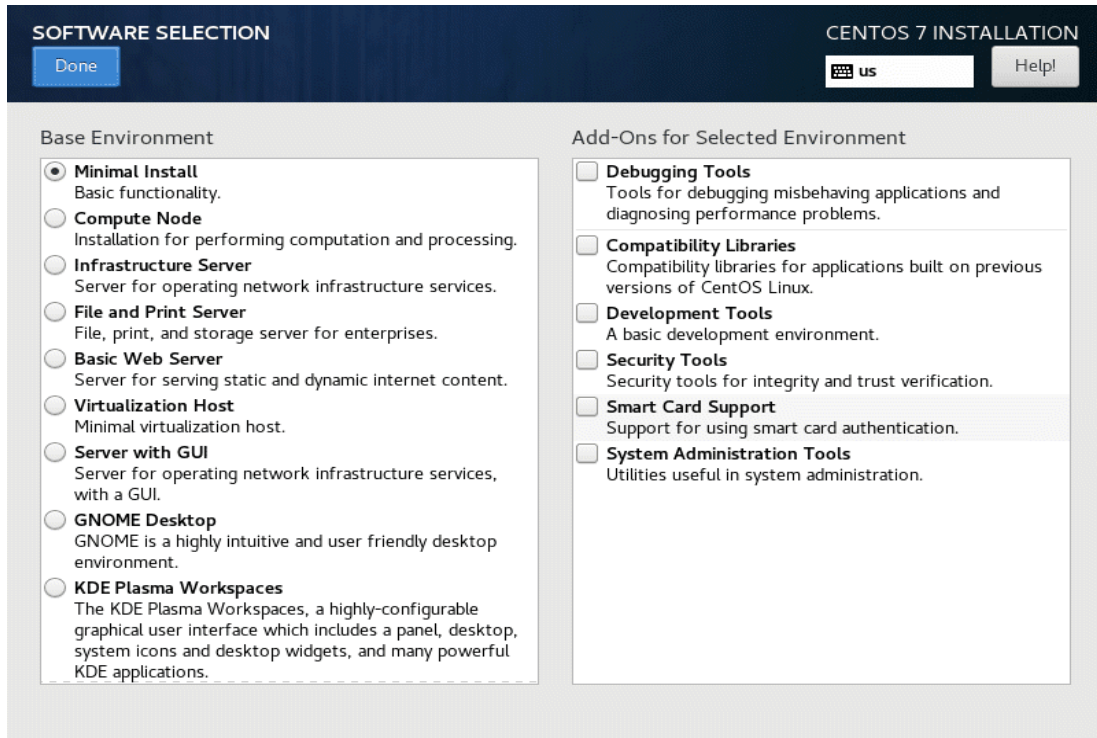 SOFTWARE SELECTION
CENTOS 7 INSTALLATION
Done
us
Help!
Base Environment
Minimal Install
Basic functionality.
Compute Node
Installation for performing computation and processing.
Infrastructure Server
Server for operating network infrastructure services.
File and Print Server
File, print, and storage server for enterprises.
Basic Web Server
Server for serving static and dynamic internet content.
Virtualization Host
Minimal virtualization host.
Server with GUI
Server for operating network infrastructure services,
with a GUI.
GNOME Desktop
GNOME is a highly intuitive and user friendly desktop
environment.
KDE Plasma Workspaces
The KDE Plasma Workspaces, a highly-configurable
graphical user interface which includes a panel, desktop,
system icons and desktop widgets, and many powerful
KDE applications.
Add-Ons for Selected Environment
Debugging Tools
Tools for debugging misbehaving applications and
diagnosing performance problems.
Compatibility Libraries
Compatibility libraries for applications built on previous
versions of CentOS Linux.
Development Tools
A basic development environment.
Security Tools
Security tools for integrity and trust verification.
Smart Card Support
Support for using smart card authentication.
System Administration Tools
Utilities useful in system administration.